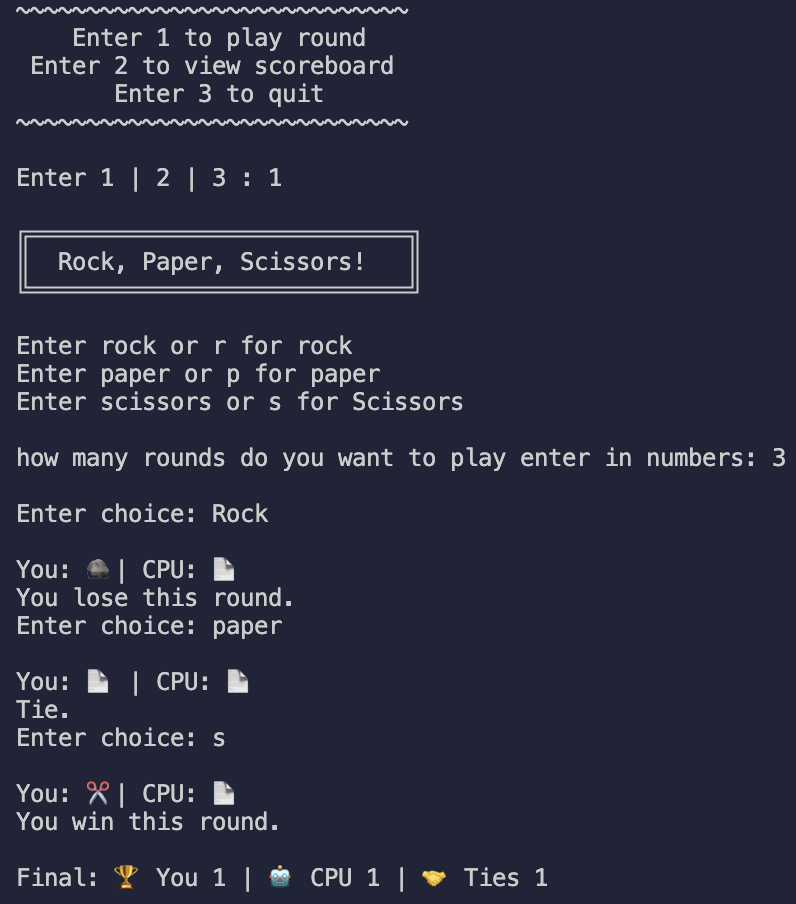 ~~~~~~~~~~~~~~~~~~~~~~~~~~~~
Enter 1 to play round
Enter 2 to view scoreboard
Enter 3 to quit
~~~~~~~~~~~~~~~~~~~~~~~~~~~~
Enter 1 | 2 | 3 : 1
Rock, Paper, Scissors!
Enter rock or r for rock
Enter paper or p for paper
Enter scissors or s for Scissors
how many rounds do you want to play enter in numbers: 3
Enter choice: Rock
You: 🪨 | CPU: 📄
You lose this round.
Enter choice: paper
You: 📄 | CPU: 📄
Tie.
Enter choice: s
You: ✂️ | CPU: 📄
You win this round.
Final: 🏆 You 1 | 🤖 CPU 1 | 🤝 Ties 1